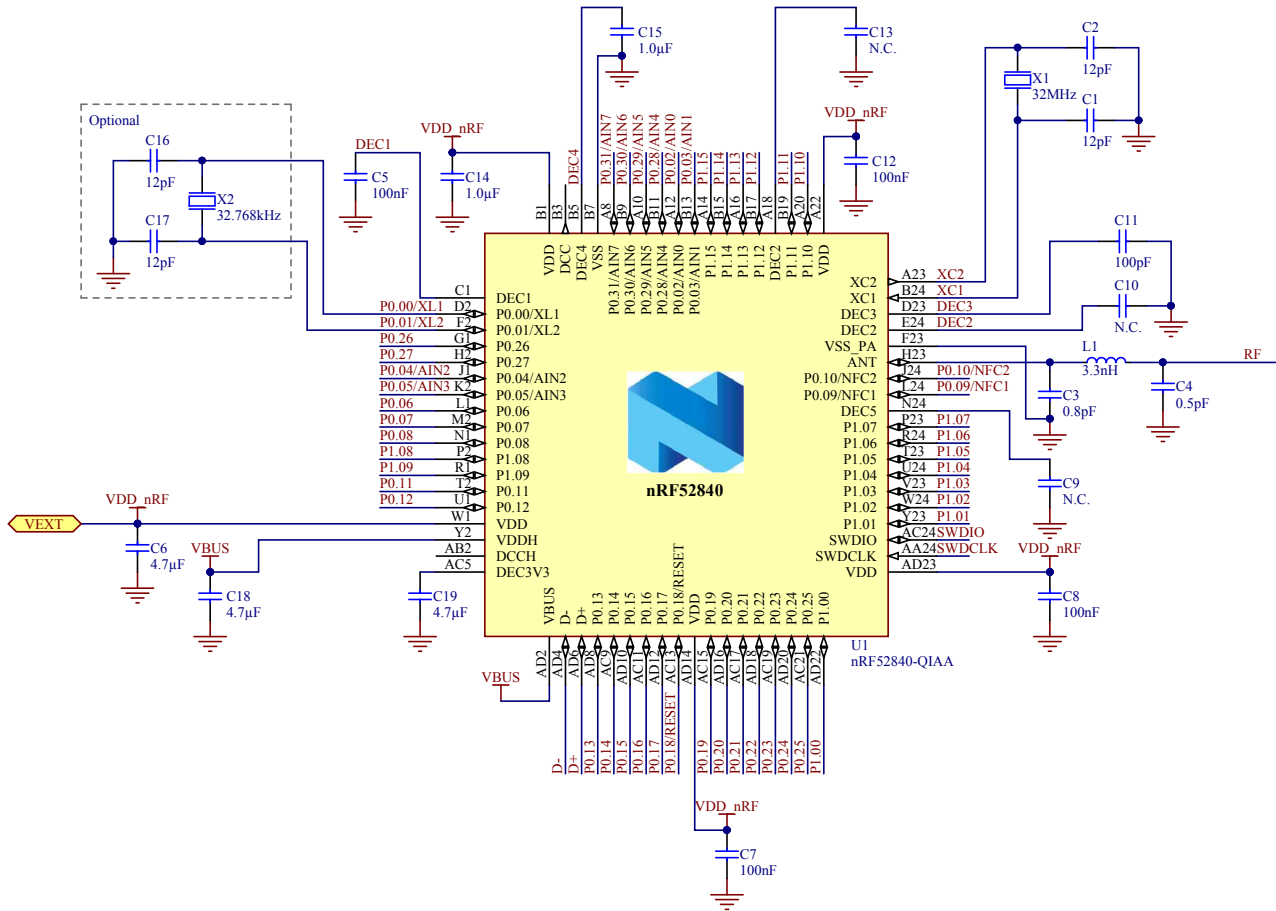 C15
1.0µF
C13
N.C.
C2
12pF
X1
32MHz
C1
12pF
Optional
C16
12pF
X2
32.768kHz
C17
12pF
DEC1
C5
100nF
VDD_nRF
C14
1.0µF
DEC4
P0.31/AIN7
P0.30/AIN6
P0.29/AIN5
P0.28/AIN4
P0.02/AIN0
P0.03/AIN1
P1.15
P1.14
P1.13
P1.12
P1.11
P1.10
VDD_nRF
C12
100nF
B1
B3
B5
B7
A8
B9
A10
B11
A12
B13
A14
B15
A16
B17
A18
B19
A20
A22
VDD
DCC
DEC4
VSS
P0.31/AIN7
P0.30/AIN6
P0.29/AIN5
P0.28/AIN4
P0.02/AIN0
P0.03/AIN1
P1.15
P1.14
P1.13
P1.12
DEC2
P1.11
P1.10
VDD
C11
100pF
C10
N.C.
C1 DEC1
P0.00/XL1 D2 P0.00/XL1
P0.01/XL2 F2 P0.01/XL2
P0.26 G1 P0.26
P0.27 H2 P0.27
P0.04/AIN2 J1 P0.04/AIN2
P0.05/AIN3 K2 P0.05/AIN3
P0.06 L1 P0.06
P0.07 M2 P0.07
P0.08 N1 P0.08
P1.08 P2 P1.08
P1.09 R1 P1.09
P0.11 T2 P0.11
P0.12 U1 P0.12
W1 VDD
Y2 VDDH
AB2 DCCH
AC5 DEC3V3
XC2 A23 XC2
XC1 B24 XC1
DEC3 D23 DEC3
DEC2 E24 DEC2
VSS_PA F23
ANT H23
P0.10/NFC2 J24 P0.10/NFC2
P0.09/NFC1 L24 P0.09/NFC1
DEC5 N24
P1.07 P23 P1.07
P1.06 R24 P1.06
P1.05 T23 P1.05
P1.04 U24 P1.04
P1.03 V23 P1.03
P1.02 W24 P1.02
P1.01 Y23 P1.01
SWDIO AC24 SWDIO
SWDCLK AA24 SWDCLK
VDD AD23
L1
3.3nH
RF
C3
0.8pF
C4
0.5pF
C9
N.C.
VDD_nRF
C8
100nF
nRF52840
VEXT
VDD_nRF
C6
4.7µF
VBUS
C18
4.7µF
C19
4.7µF
VBUS
D-
D+
P0.13
P0.14
P0.15
P0.16
P0.17
P0.18/RESET
VDD
P0.19
P0.20
P0.21
P0.22
P0.23
P0.24
P0.25
P1.00
U1
nRF52840-QIAA
AD2
AD4
AD6
AD8
AC9
AD10
AC11
AD12
AC13
AD14
AC15
AD16
AC17
AD18
AC19
AD20
AC21
AD22
VBUS
D-
D+
P0.13
P0.14
P0.15
P0.16
P0.17
P0.18/RESET
P0.19
P0.20
P0.21
P0.22
P0.23
P0.24
P0.25
P1.00
VDD_nRF
C7
100nF